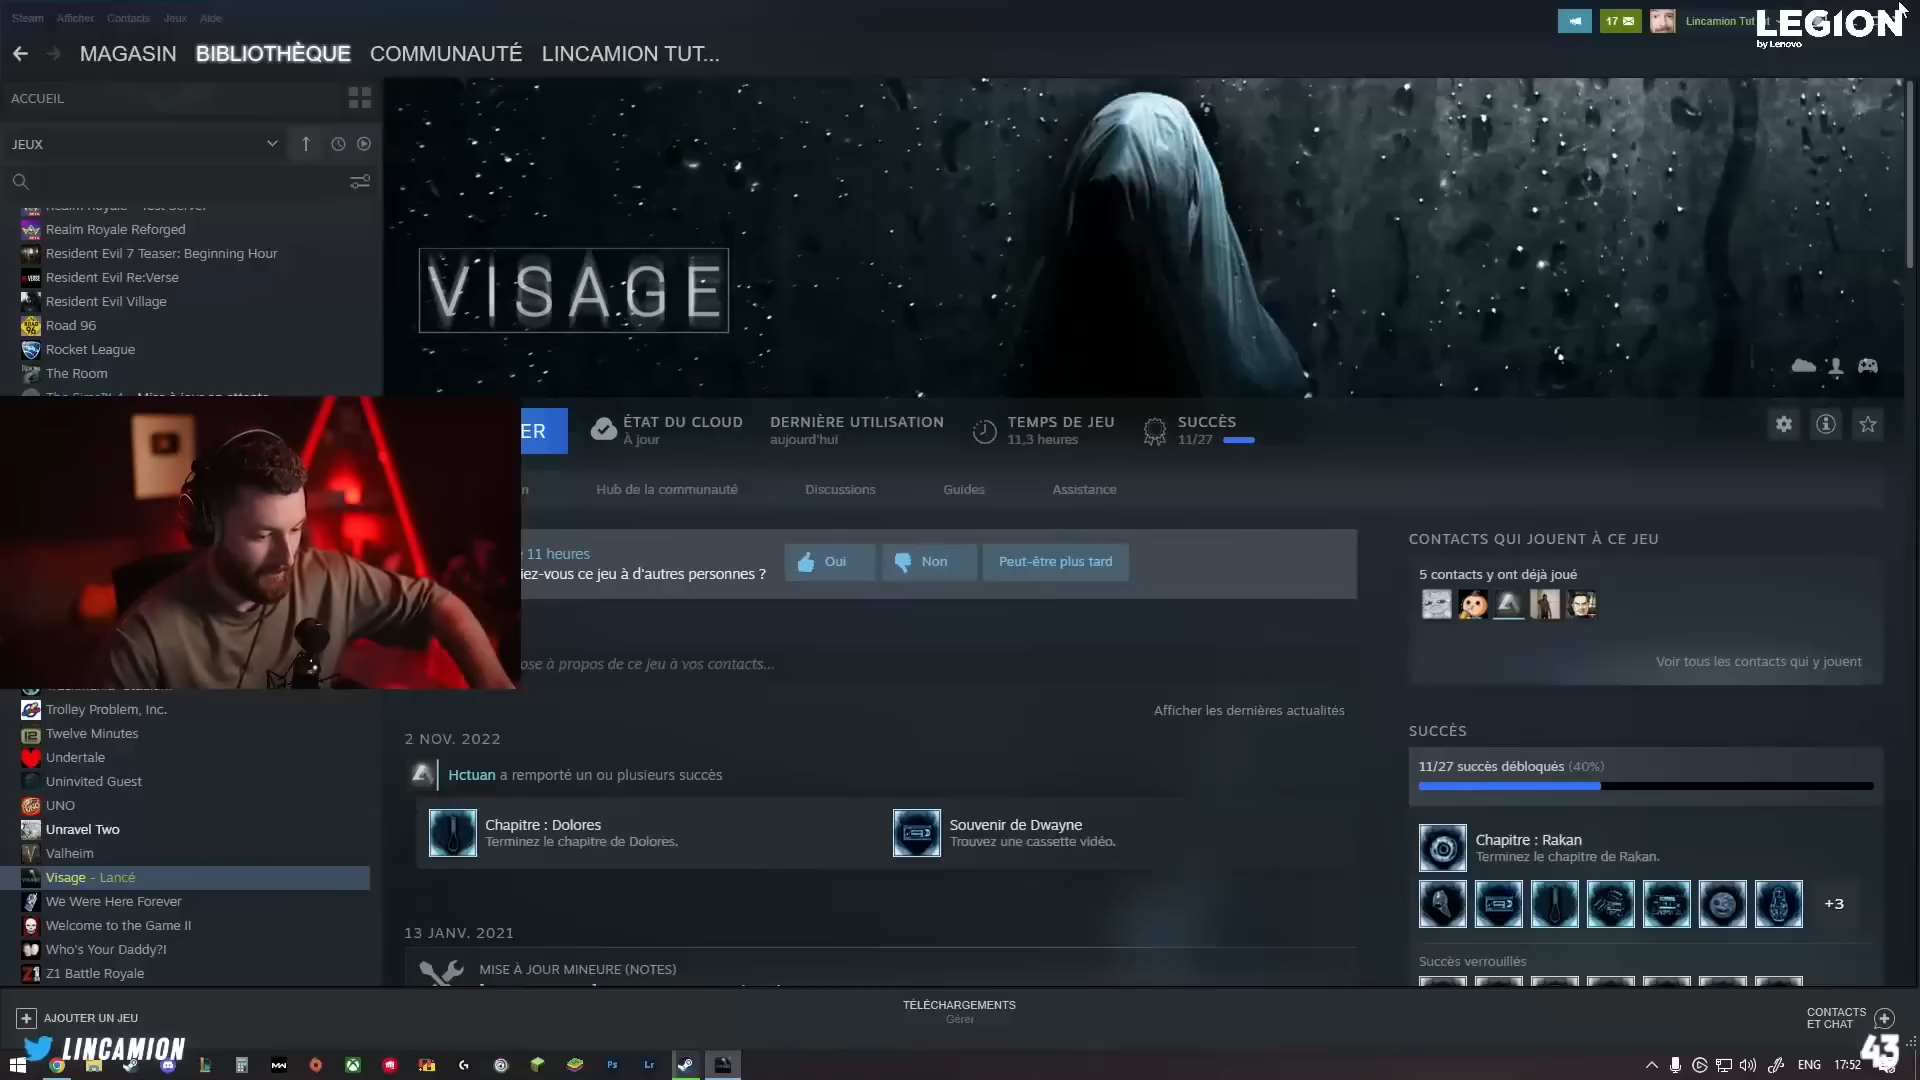 Steam Afficher Contacts Jeux Aide
17
LEGION
by Lenovo
MAGASIN BIBLIOTHÈQUE COMMUNAUTÉ LINCAMION TUT...
ACCUEIL
JEUX
Realm Royale Reforged
Resident Evil 7 Teaser: Beginning Hour
Resident Evil Re:Verse
Resident Evil Village
Road 96
Rocket League
The Room
VISAGE
ER
ÉTAT DU CLOUD
À jour
DERNIÈRE UTILISATION
aujourd'hui
TEMPS DE JEU
11,3 heures
SUCCÈS
11/27
Hub de la communauté Discussions Guides Assistance
11 heures
iez-vous ce jeu à d'autres personnes ?
Oui Non Peut-être plus tard
ose à propos de ce jeu à vos contacts...
Afficher les dernières actualités
2 NOV. 2022
Hctuan a remporté un ou plusieurs succès
Chapitre : Dolores
Terminez le chapitre de Dolores.
Souvenir de Dwayne
Trouvez une cassette vidéo.
13 JANV. 2021
MISE À JOUR MINEURE (NOTES)
CONTACTS QUI JOUENT À CE JEU
5 contacts y ont déjà joué
Voir tous les contacts qui y jouent
SUCCÈS
11/27 succès débloqués (40%)
Chapitre : Rakan
Terminez le chapitre de Rakan.
+3
Succès verrouillés
Trolley Problem, Inc.
Twelve Minutes
Undertale
Uninvited Guest
UNO
Unravel Two
Valheim
Visage - Lancé
We Were Here Forever
Welcome to the Game II
Who's Your Daddy?!
Z1 Battle Royale
AJOUTER UN JEU
TÉLÉCHARGEMENTS
Gérer
CONTACTS
ET CHAT
LINCAMION
43
ENG 17:52